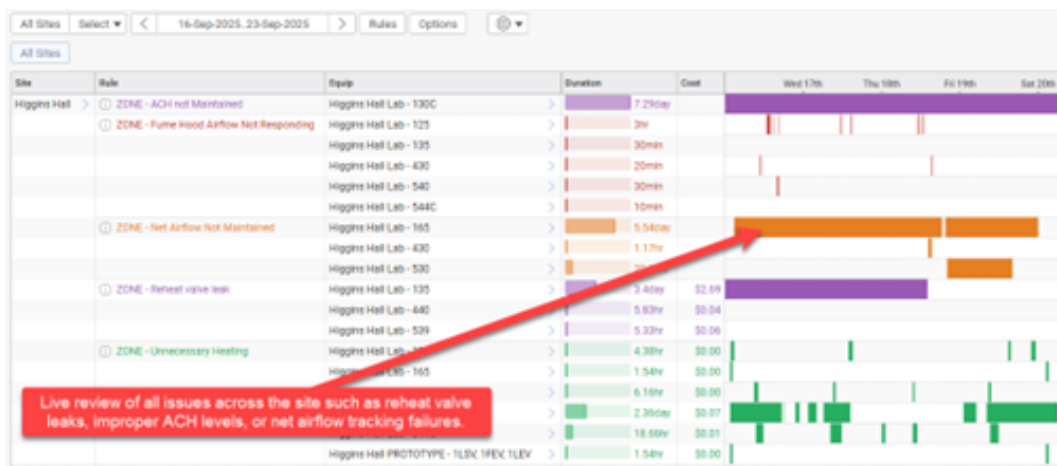 All Sites Select ▾ < 16-Sep-2025..23-Sep-2025 > Rules Options
All Sites
Site Rule Equip Duration Cost Wed 17th Thu 18th Fri 19th Sat 20th
Higgins Hall ZONE - ACH not Maintained Higgins Hall Lab - 130C 7.29day
ZONE - Fume Hood Airflow Not Responding Higgins Hall Lab - 125 3hr
Higgins Hall Lab - 135 30min
Higgins Hall Lab - 430 20min
Higgins Hall Lab - 540 30min
Higgins Hall Lab - 544C 10min
ZONE - Net Airflow Not Maintained Higgins Hall Lab - 165 5.54day
Higgins Hall Lab - 430 1.17hr
Higgins Hall Lab - 530
ZONE - Reheat valve leak Higgins Hall Lab - 135 3.4day $2.69
Higgins Hall Lab - 440 5.83hr $0.04
Higgins Hall Lab - 539 5.33hr $0.06
ZONE - Unnecessary Heating Higgins Hall Lab 4.38hr $0.00
Higgins Hall Lab - 165 1.54hr $0.00
6.16hr $0.00
2.36day $0.07
18.66hr $0.01
Higgins Hall PROTOTYPE - 1LSV, 1FEV, 1LEV 1.54hr $0.00
Live review of all issues across the site such as reheat valve
leaks, improper ACH levels, or net airflow tracking failures.